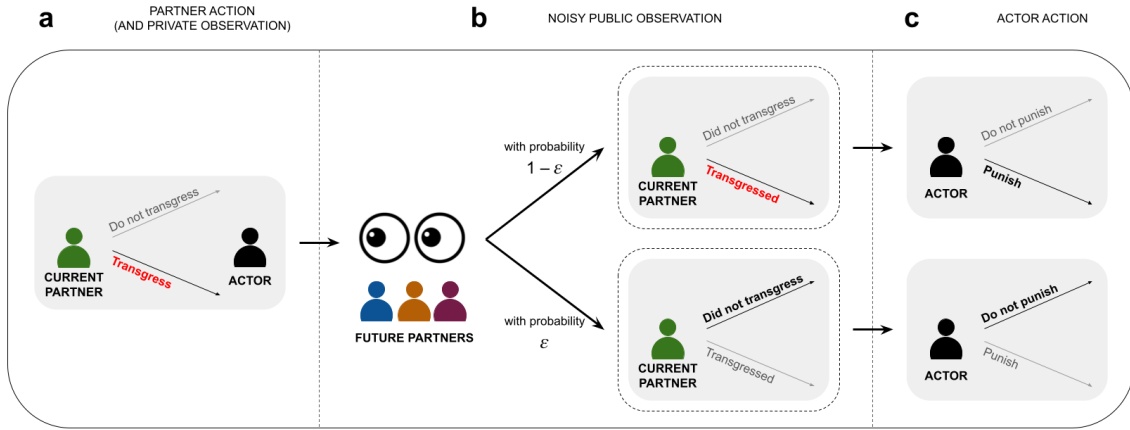 a
PARTNER ACTION
(AND PRIVATE OBSERVATION)
Do not transgress
Transgress
CURRENT
PARTNER
ACTOR
b
NOISY PUBLIC OBSERVATION
FUTURE PARTNERS
with probability
1 − ε
with probability
ε
Did not transgress
Transgressed
CURRENT
PARTNER
Did not transgress
Transgressed
CURRENT
PARTNER
c
ACTOR ACTION
Do not punish
Punish
ACTOR
Do not punish
Punish
ACTOR